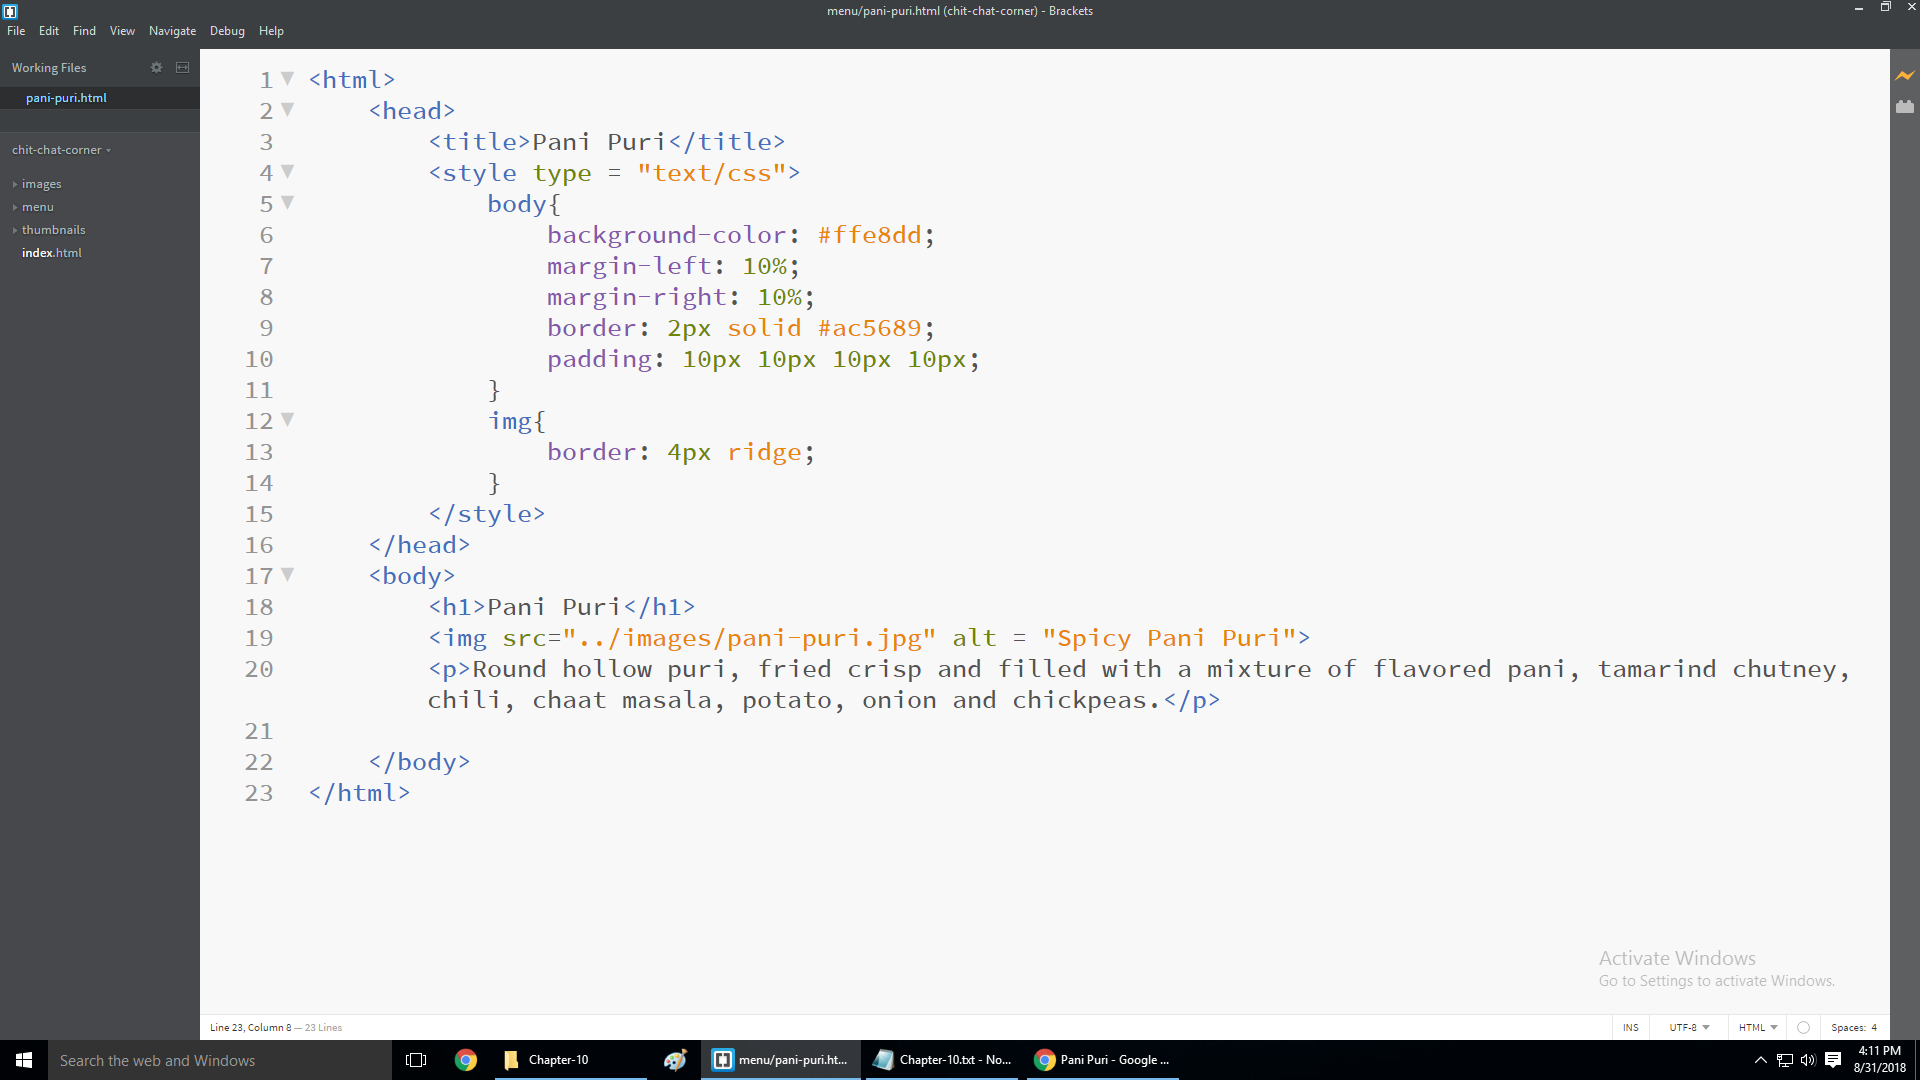 menu/pani-puri.html (chit-chat-corner) - Brackets
File Edit Find View Navigate Debug Help
Working Files
pani-puri.html
chit-chat-corner
images
menu
thumbnails
index.html
1 <html>
2 <head>
3 <title>Pani Puri</title>
4 <style type = "text/css">
5 body{
6 background-color: #ffe8dd;
7 margin-left: 10%;
8 margin-right: 10%;
9 border: 2px solid #ac5689;
10 padding: 10px 10px 10px 10px;
11 }
12 img{
13 border: 4px ridge;
14 }
15 </style>
16 </head>
17 <body>
18 <h1>Pani Puri</h1>
19 <img src="../images/pani-puri.jpg" alt = "Spicy Pani Puri">
20 <p>Round hollow puri, fried crisp and filled with a mixture of flavored pani, tamarind chutney,
chili, chaat masala, potato, onion and chickpeas.</p>
21
22 </body>
23 </html>
Activate Windows
Go to Settings to activate Windows.
Line 23, Column 8 — 23 Lines
INS UTF-8 HTML Spaces: 4
Search the web and Windows
Chapter-10
menu/pani-puri.ht...
Chapter-10.txt - No...
Pani Puri - Google ...
4:11 PM
8/31/2018